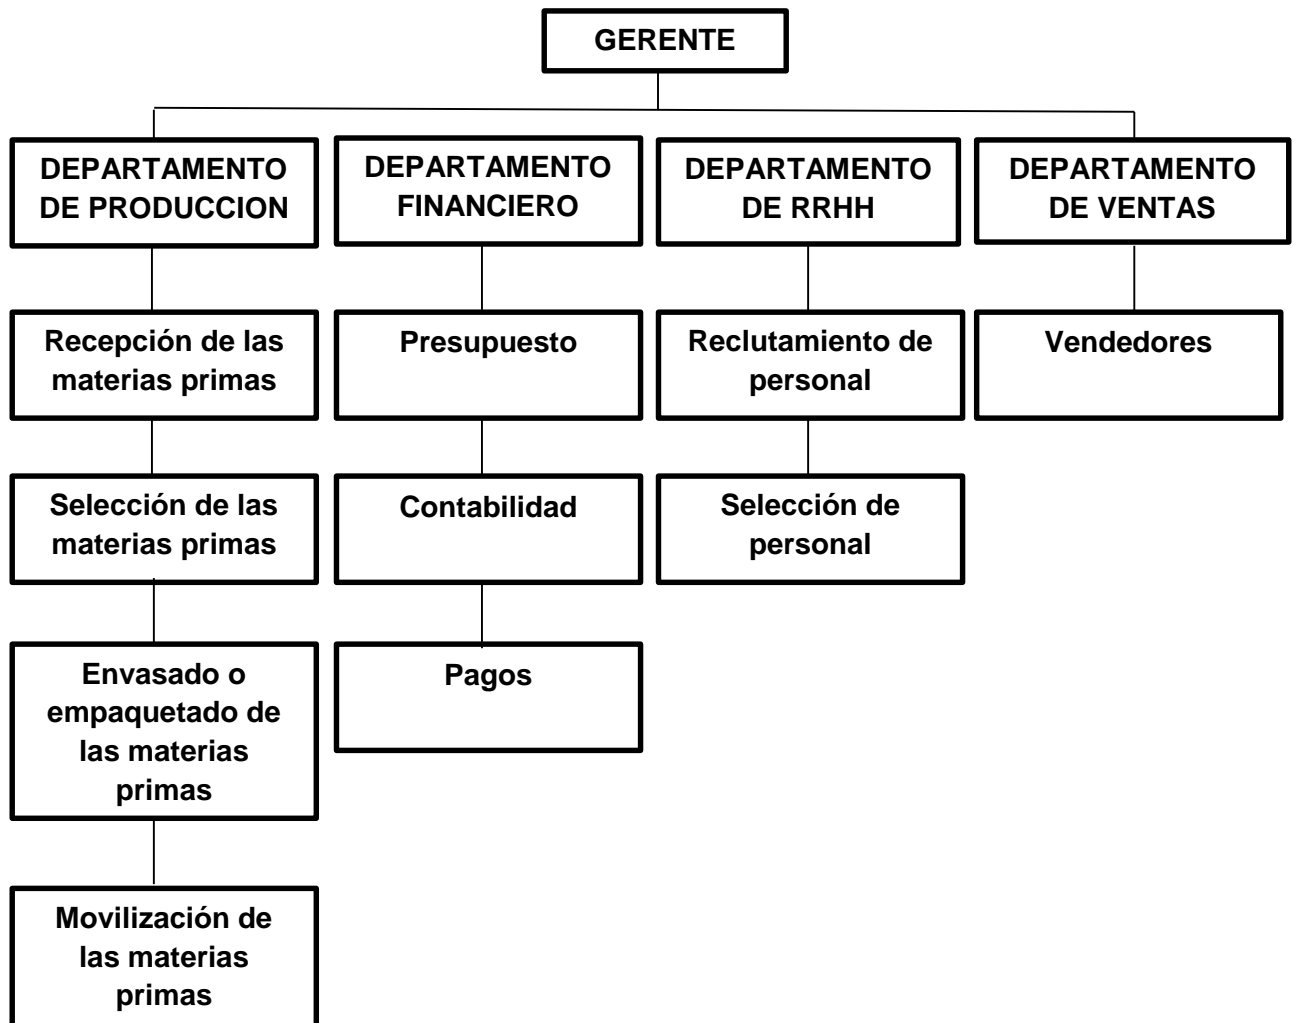 GERENTE
DEPARTAMENTO
DE PRODUCCION
DEPARTAMENTO
FINANCIERO
DEPARTAMENTO
DE RRHH
DEPARTAMENTO
DE VENTAS
Recepción de las
materias primas
Presupuesto
Reclutamiento de
personal
Vendedores
Selección de las
materias primas
Contabilidad
Selección de
personal
Envasado o
empaquetado de
las materias
primas
Pagos
Movilización de
las materias
primas